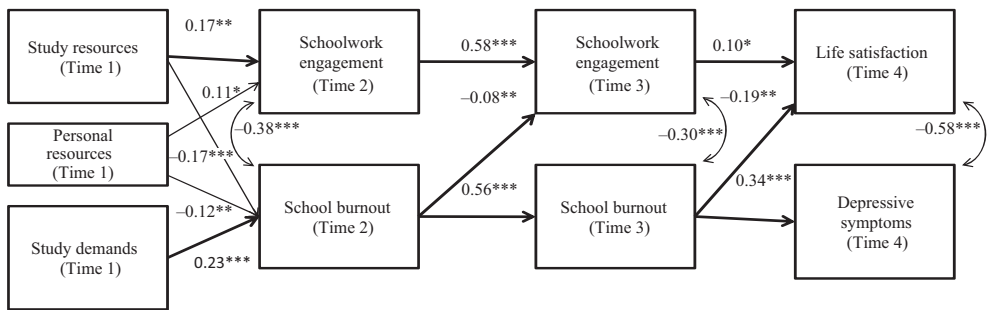 Study resources
(Time 1)
0.17**
Schoolwork
engagement
(Time 2)
0.58***
Schoolwork
engagement
(Time 3)
0.10*
Life satisfaction
(Time 4)
0.11*
–0.08**
–0.19**
Personal
resources
(Time 1)
–0.38***
–0.30***
–0.58***
–0.17***
–0.12**
0.56***
0.34***
Study demands
(Time 1)
0.23***
School burnout
(Time 2)
School burnout
(Time 3)
Depressive
symptoms
(Time 4)